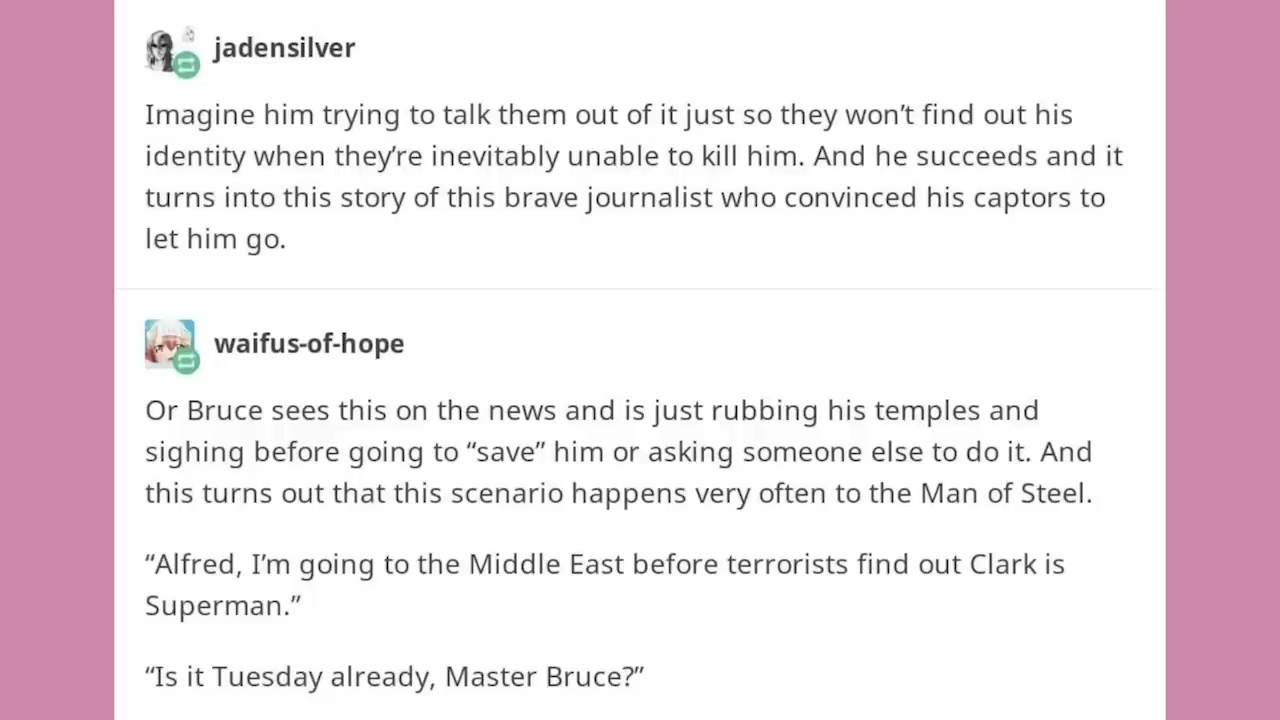 jadensilver
Imagine him trying to talk them out of it just so they won’t find out his
identity when they’re inevitably unable to kill him. And he succeeds and it
turns into this story of this brave journalist who convinced his captors to
let him go.
waifus-of-hope
Or Bruce sees this on the news and is just rubbing his temples and
sighing before going to “save” him or asking someone else to do it. And
this turns out that this scenario happens very often to the Man of Steel.
“Alfred, I’m going to the Middle East before terrorists find out Clark is
Superman.”
“Is it Tuesday already, Master Bruce?”